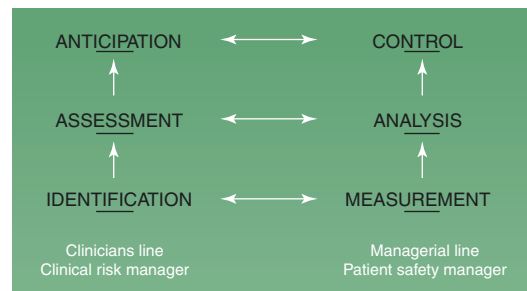 ANTICIPATION CONTROL
ASSESSMENT ANALYSIS
IDENTIFICATION MEASUREMENT
Clinicians line Managerial line
Clinical risk manager Patient safety manager